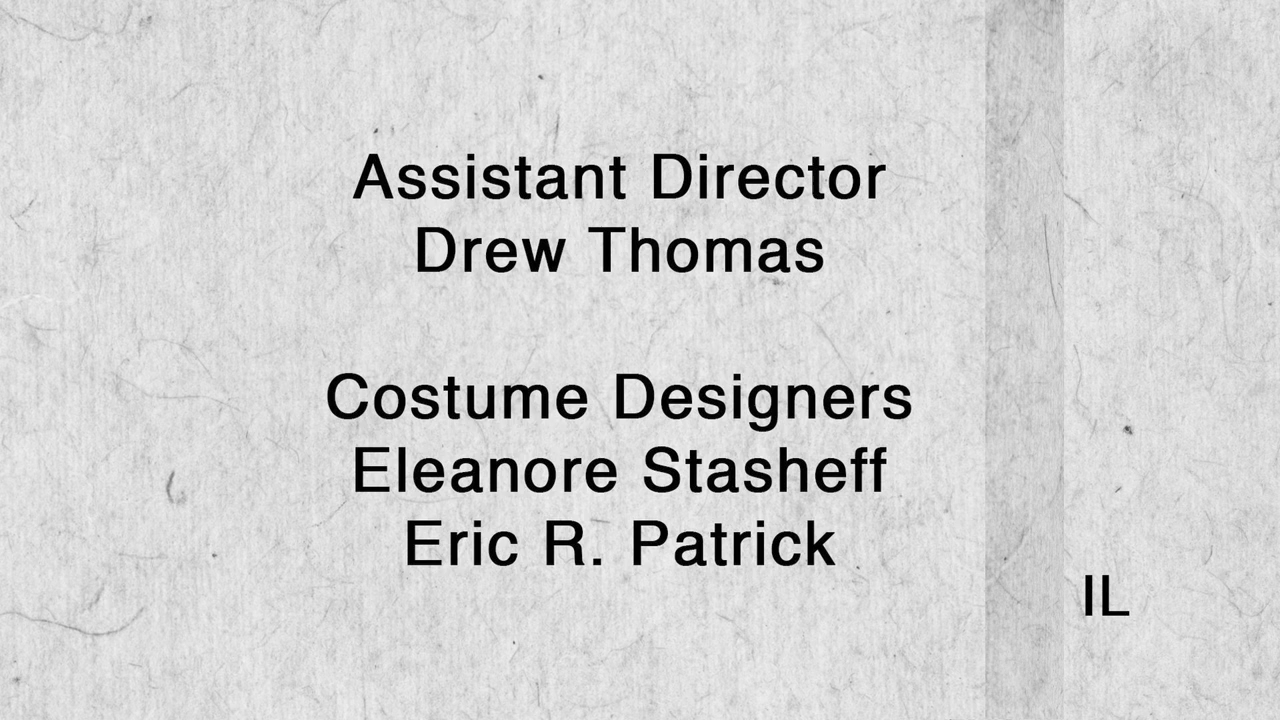 Assistant Director
Drew Thomas
Costume Designers
Eleanore Stasheff
Eric R. Patrick
IL